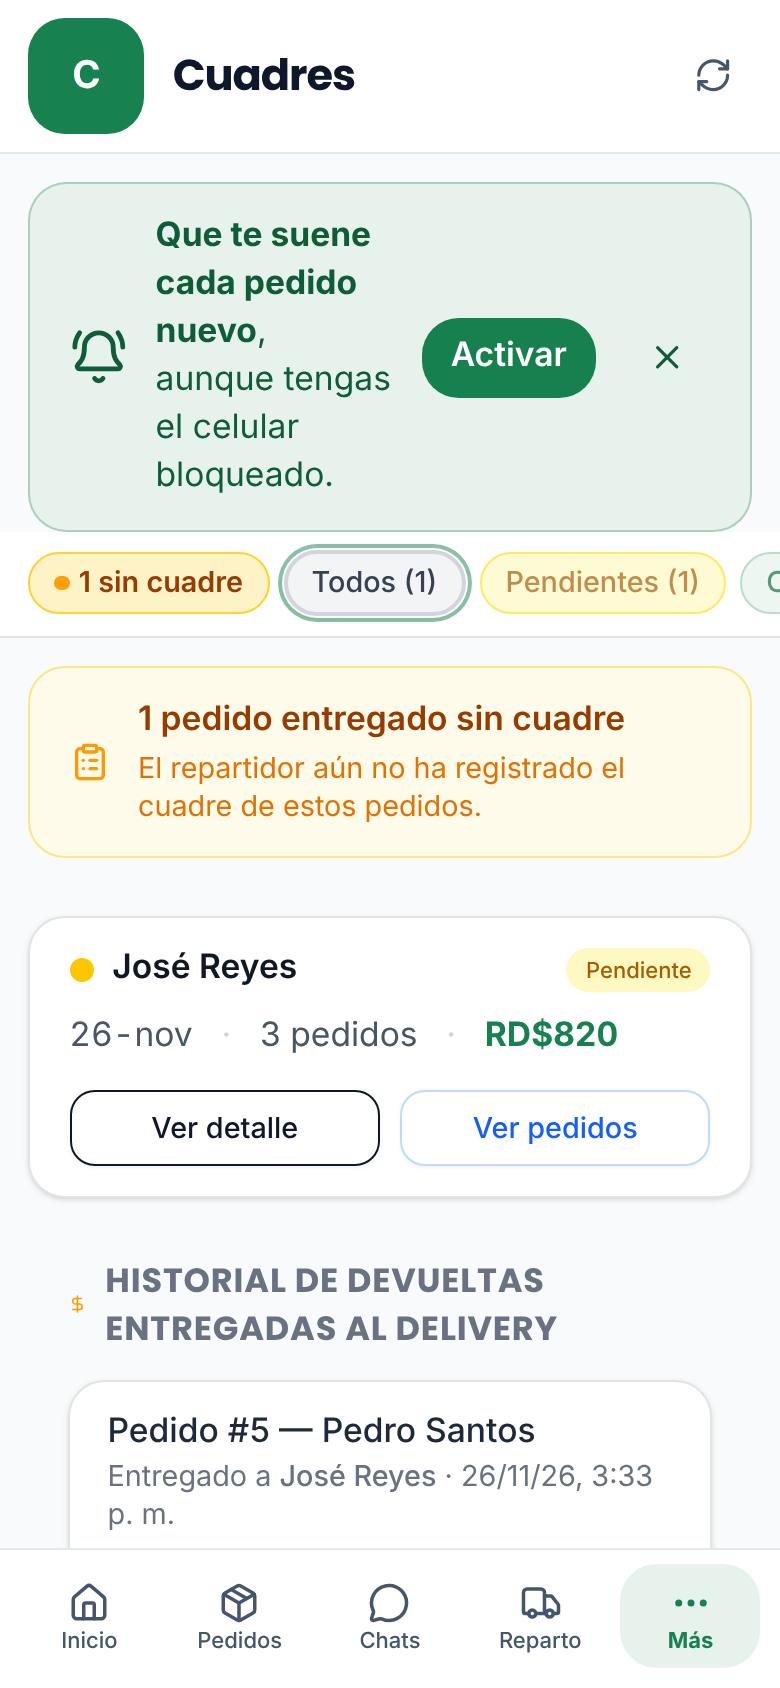 C
Cuadres
Que te suene
cada pedido
nuevo,
aunque tengas
el celular
bloqueado.
Activar
1 sin cuadre
Todos (1)
Pendientes (1)
El repartidor aún no ha registrado el
cuadre de estos pedidos.
1 pedido entregado sin cuadre
José Reyes
Pendiente
26-nov · 3 pedidos · RD$820
Ver detalle
Ver pedidos
$ HISTORIAL DE DEVUELTAS
ENTREGADAS AL DELIVERY
Pedido #5 — Pedro Santos
Entregado a José Reyes · 26/11/26, 3:33
p. m.
Inicio
Pedidos
Chats
Reparto
Más